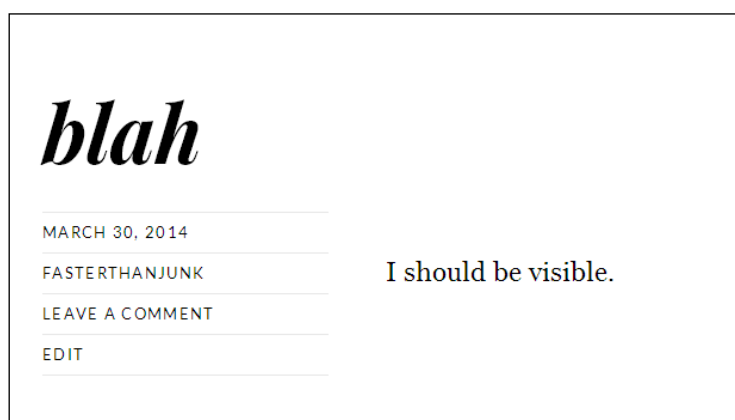 blah
MARCH 30, 2014
FASTERTHANJUNK
I should be visible.
LEAVE A COMMENT
EDIT